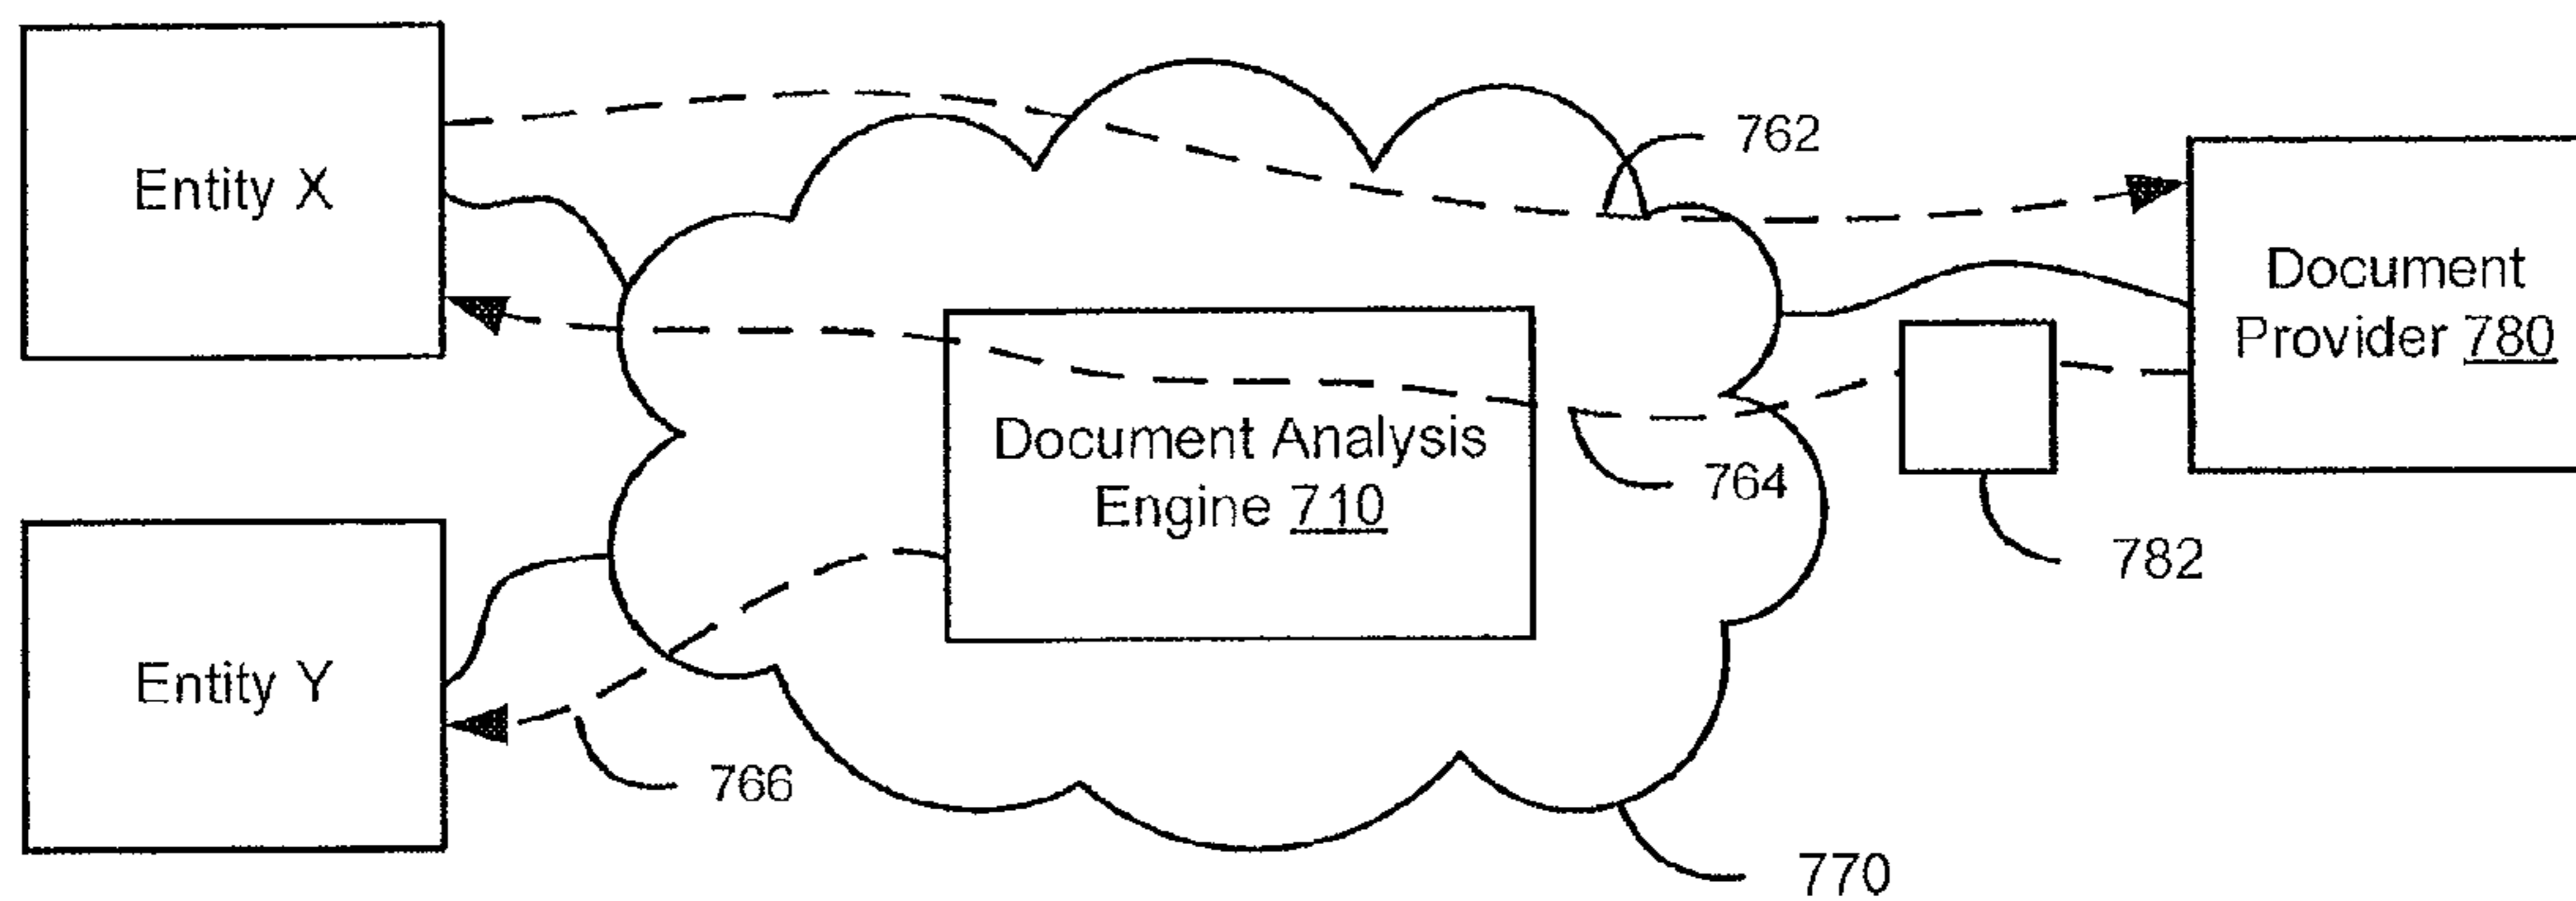 762
Entity X
Document
Provider 780
Document Analysis
Engine 710
764
782
Entity Y
766
770